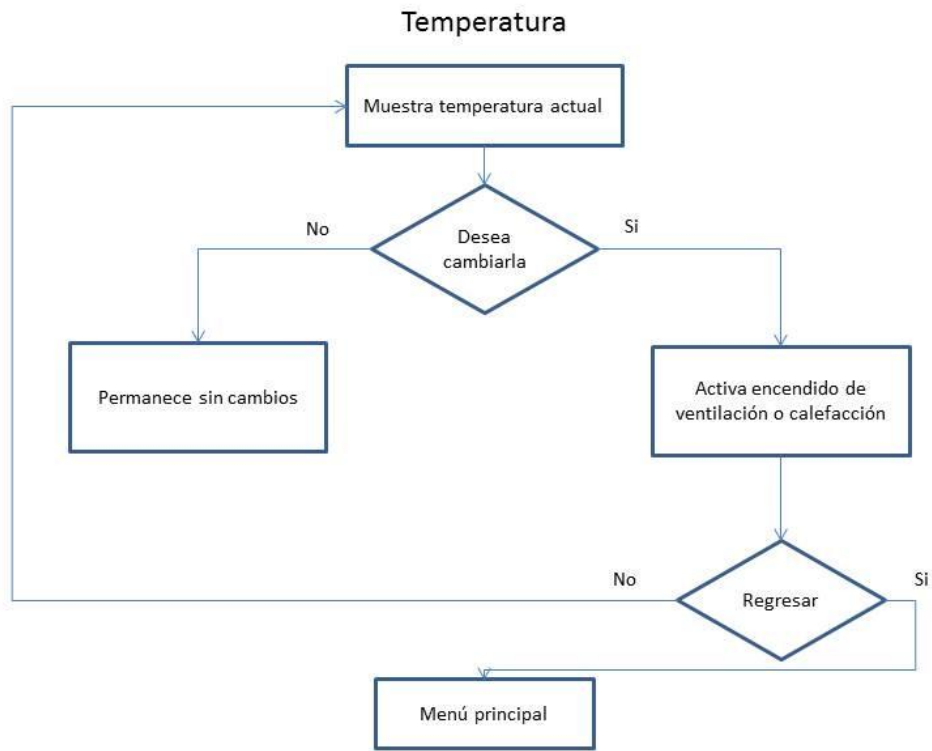 Temperatura
Muestra temperatura actual
No
Si
Desea
cambiarla
Permanece sin cambios
Activa encendido de
ventilación o calefacción
No
Si
Regresar
Menú principal